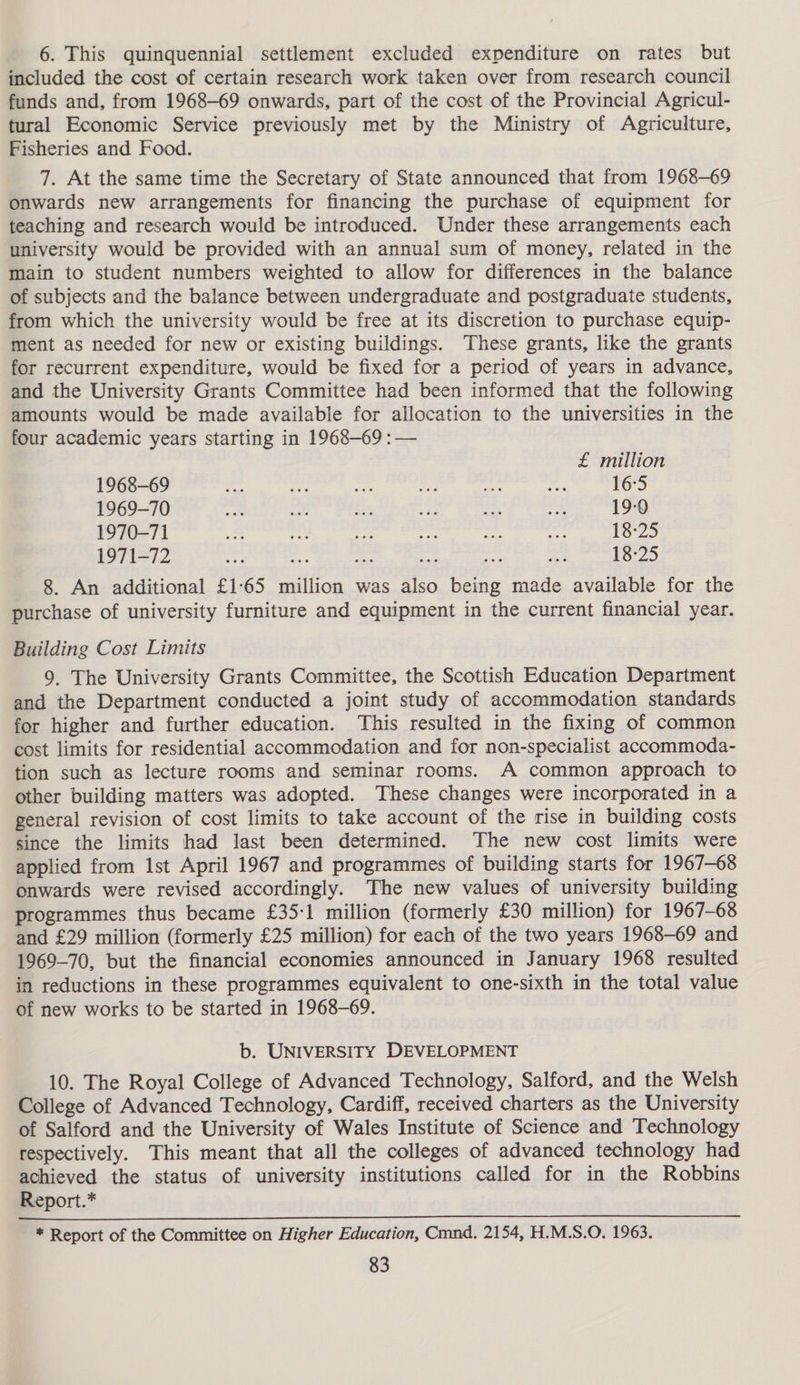 6. This quinquennial settlement excluded expenditure on rates but
included the cost of certain research work taken over from research council
funds and, from 1968–69 onwards, part of the cost of the Provincial Agricul-
tural Economic Service previously met by the Ministry of Agriculture,
Fisheries and Food.
7. At the same time the Secretary of State announced that from 1968–69
onwards new arrangements for financing the purchase of equipment for
teaching and research would be introduced. Under these arrangements each
university would be provided with an annual sum of money, related in the
main to student numbers weighted to allow for differences in the balance
of subjects and the balance between undergraduate and postgraduate students,
from which the university would be free at its discretion to purchase equip-
ment as needed for new or existing buildings. These grants, like the grants
for recurrent expenditure, would be fixed for a period of years in advance,
and the University Grants Committee had been informed that the following
amounts would be made available for allocation to the universities in the
four academic years starting in 1968–69:—
£ million
1968–69 ... ... ... ... ... ... 16·5
1969–70 ... ... ... ... ... ... 19·0
1970–71 ... ... ... ... ... ... 18·25
1971–72 ... ... ... ... ... ... 18·25
8. An additional £1·65 million was also being made available for the
purchase of university furniture and equipment in the current financial year.
Building Cost Limits
9. The University Grants Committee, the Scottish Education Department
and the Department conducted a joint study of accommodation standards
for higher and further education. This resulted in the fixing of common
cost limits for residential accommodation and for non-specialist accommoda-
tion such as lecture rooms and seminar rooms. A common approach to
other building matters was adopted. These changes were incorporated in a
general revision of cost limits to take account of the rise in building costs
since the limits had last been determined. The new cost limits were
applied from 1st April 1967 and programmes of building starts for 1967–68
onwards were revised accordingly. The new values of university building
programmes thus became £35·1 million (formerly £30 million) for 1967–68
and £29 million (formerly £25 million) for each of the two years 1968–69 and
1969–70, but the financial economies announced in January 1968 resulted
in reductions in these programmes equivalent to one-sixth in the total value
of new works to be started in 1968–69.
b. UNIVERSITY DEVELOPMENT
10. The Royal College of Advanced Technology, Salford, and the Welsh
College of Advanced Technology, Cardiff, received charters as the University
of Salford and the University of Wales Institute of Science and Technology
respectively. This meant that all the colleges of advanced technology had
achieved the status of university institutions called for in the Robbins
Report.*
* Report of the Committee on Higher Education, Cmnd. 2154, H.M.S.O. 1963.
83